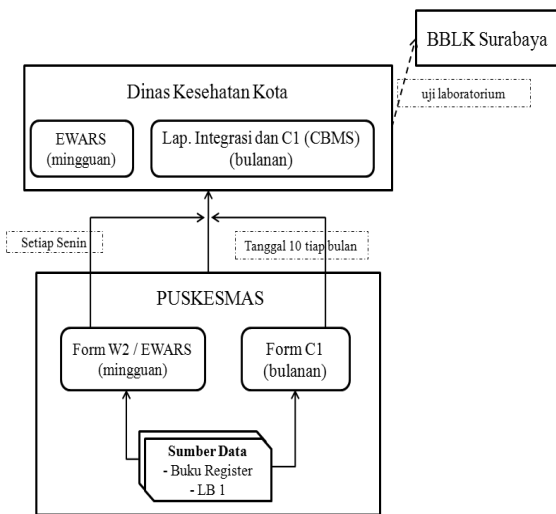 BBLK Surabaya
Dinas Kesehatan Kota
uji laboratorium
EWARS
(mingguan)
Lap. Integrasi dan C1 (CBMS)
(bulanan)
Setiap Senin
Tanggal 10 tiap bulan
PUSKESMAS
Form W2 / EWARS
(mingguan)
Form C1
(bulanan)
Sumber Data
- Buku Register
- LB 1